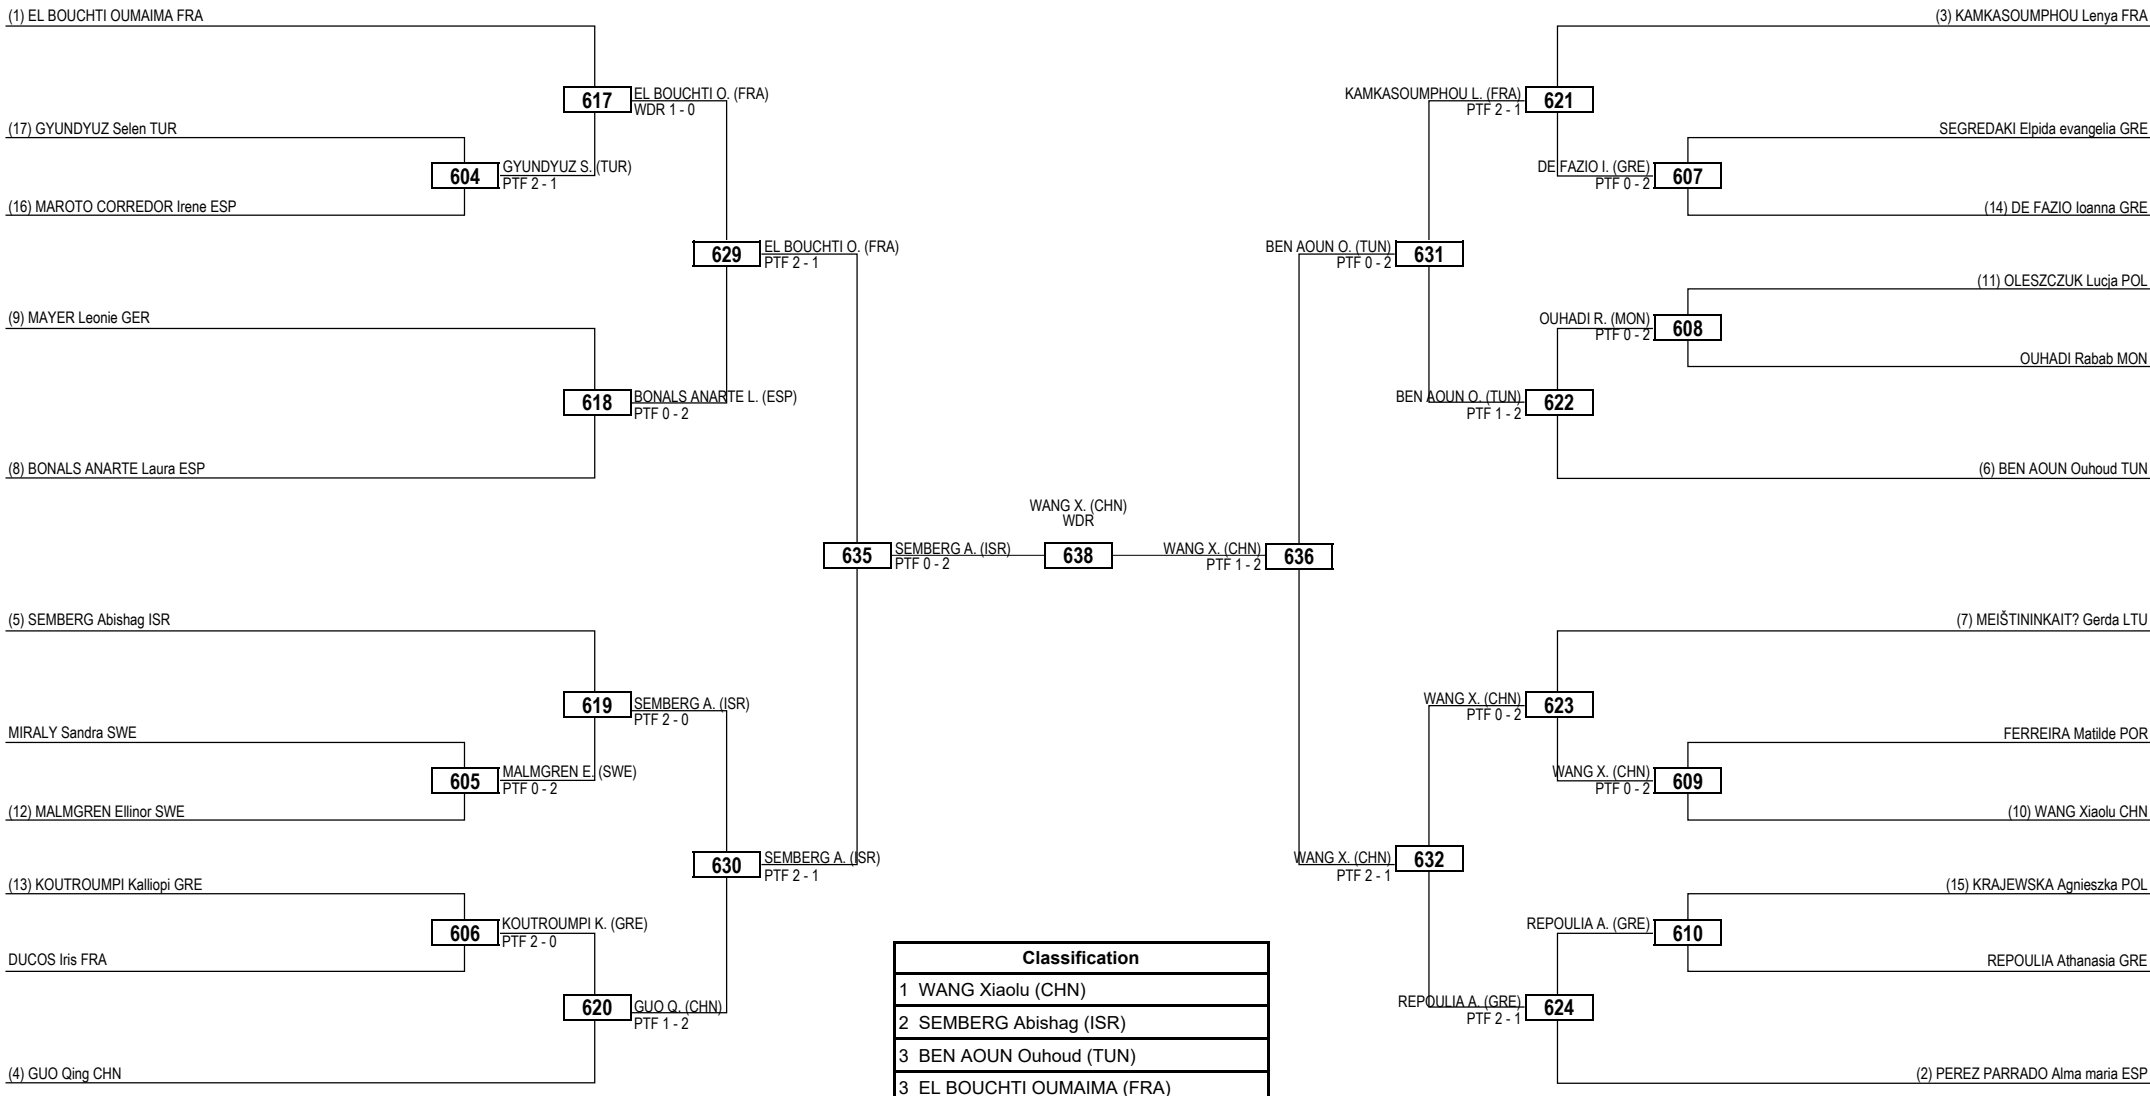 (1) EL BOUCHTI OUMAIMA FRA
617
EL BOUCHTI O. (FRA)
WDR 1 - 0
(17) GYUNDYUZ Selen TUR
604
GYUNDYUZ S. (TUR)
PTF 2 - 1
(16) MAROTO CORREDOR Irene ESP
629
EL BOUCHTI O. (FRA)
PTF 2 - 1
(9) MAYER Leonie GER
618
BONALS ANARTE L. (ESP)
PTF 0 - 2
(8) BONALS ANARTE Laura ESP
635
SEMBERG A. (ISR)
PTF 0 - 2
(5) SEMBERG Abishag ISR
619
SEMBERG A. (ISR)
PTF 2 - 0
MIRALY Sandra SWE
605
MALMGREN E. (SWE)
PTF 0 - 2
(12) MALMGREN Ellinor SWE
630
SEMBERG A. (ISR)
PTF 2 - 1
(13) KOUTROUMPI Kalliopi GRE
606
KOUTROUMPI K. (GRE)
PTF 2 - 0
DUCOS Iris FRA
620
GUO Q. (CHN)
PTF 1 - 2
(4) GUO Qing CHN
WANG X. (CHN)
WDR
638
(3) KAMKASOUMPHOU Lenya FRA
KAMKASOUMPHOU L. (FRA)
PTF 2 - 1
621
SEGREDAKI Elpida evangelia GRE
DE FAZIO I. (GRE)
PTF 0 - 2
607
(14) DE FAZIO Ioanna GRE
BEN AOUN O. (TUN)
PTF 0 - 2
631
(11) OLESZCZUK Lucja POL
OUHADI R. (MON)
PTF 0 - 2
608
OUHADI Rabab MON
BEN AOUN O. (TUN)
PTF 1 - 2
622
(6) BEN AOUN Ouhoud TUN
WANG X. (CHN)
PTF 1 - 2
636
(7) MEIŠTININKAIT? Gerda LTU
WANG X. (CHN)
PTF 0 - 2
623
FERREIRA Matilde POR
WANG X. (CHN)
PTF 0 - 2
609
(10) WANG Xiaolu CHN
WANG X. (CHN)
PTF 2 - 1
632
(15) KRAJEWSKA Agnieszka POL
REPOULIA A. (GRE)
610
REPOULIA Athanasia GRE
REPOULIA A. (GRE)
PTF 2 - 1
624
(2) PEREZ PARRADO Alma maria ESP
Classification
1 WANG Xiaolu (CHN)
2 SEMBERG Abishag (ISR)
3 BEN AOUN Ouhoud (TUN)
3 EL BOUCHTI OUMAIMA (FRA)